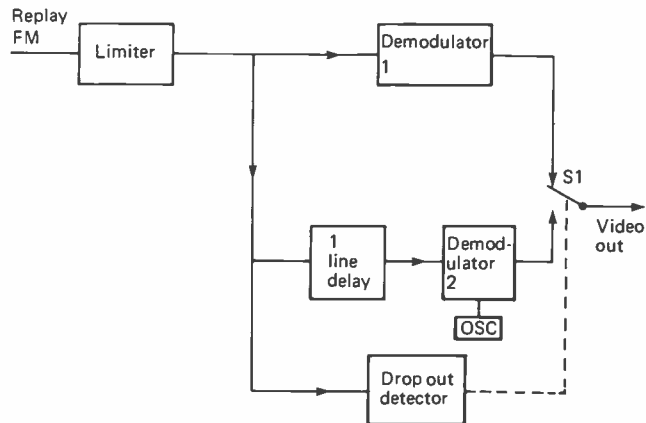 Replay
FM
Limiter
Demodulator
1
S1
Video
out
1
line
delay
Demod-
ulator
2
OSC
Drop out
detector